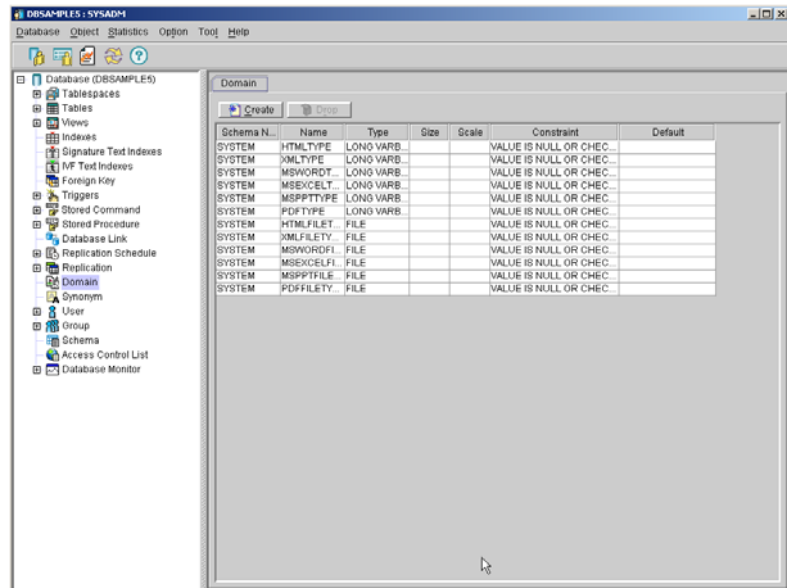 DBSAMPLE5 : SYSADM
Database Object Statistics Option Tool Help
Database (DBSAMPLE5)
Tablespaces
Tables
Views
Indexes
Signature Text Indexes
IVF Text Indexes
Foreign Key
Triggers
Stored Command
Stored Procedure
Database Link
Replication Schedule
Replication
Domain
Synonym
User
Group
Schema
Access Control List
Database Monitor
Domain
Create Drop
Schema N... Name Type Size Scale Constraint Default
SYSTEM HTMLTYPE LONG VARB... VALUE IS NULL OR CHEC...
SYSTEM XMLTYPE LONG VARB... VALUE IS NULL OR CHEC...
SYSTEM MSWORDT... LONG VARB... VALUE IS NULL OR CHEC...
SYSTEM MSEXCELT... LONG VARB... VALUE IS NULL OR CHEC...
SYSTEM MSPPTTYPE LONG VARB... VALUE IS NULL OR CHEC...
SYSTEM PDFTYPE LONG VARB... VALUE IS NULL OR CHEC...
SYSTEM HTMLFILET... FILE VALUE IS NULL OR CHEC...
SYSTEM XMLFILETY... FILE VALUE IS NULL OR CHEC...
SYSTEM MSWORDFI... FILE VALUE IS NULL OR CHEC...
SYSTEM MSEXCELFI... FILE VALUE IS NULL OR CHEC...
SYSTEM MSPPTFILE... FILE VALUE IS NULL OR CHEC...
SYSTEM PDFFILETY... FILE VALUE IS NULL OR CHEC...